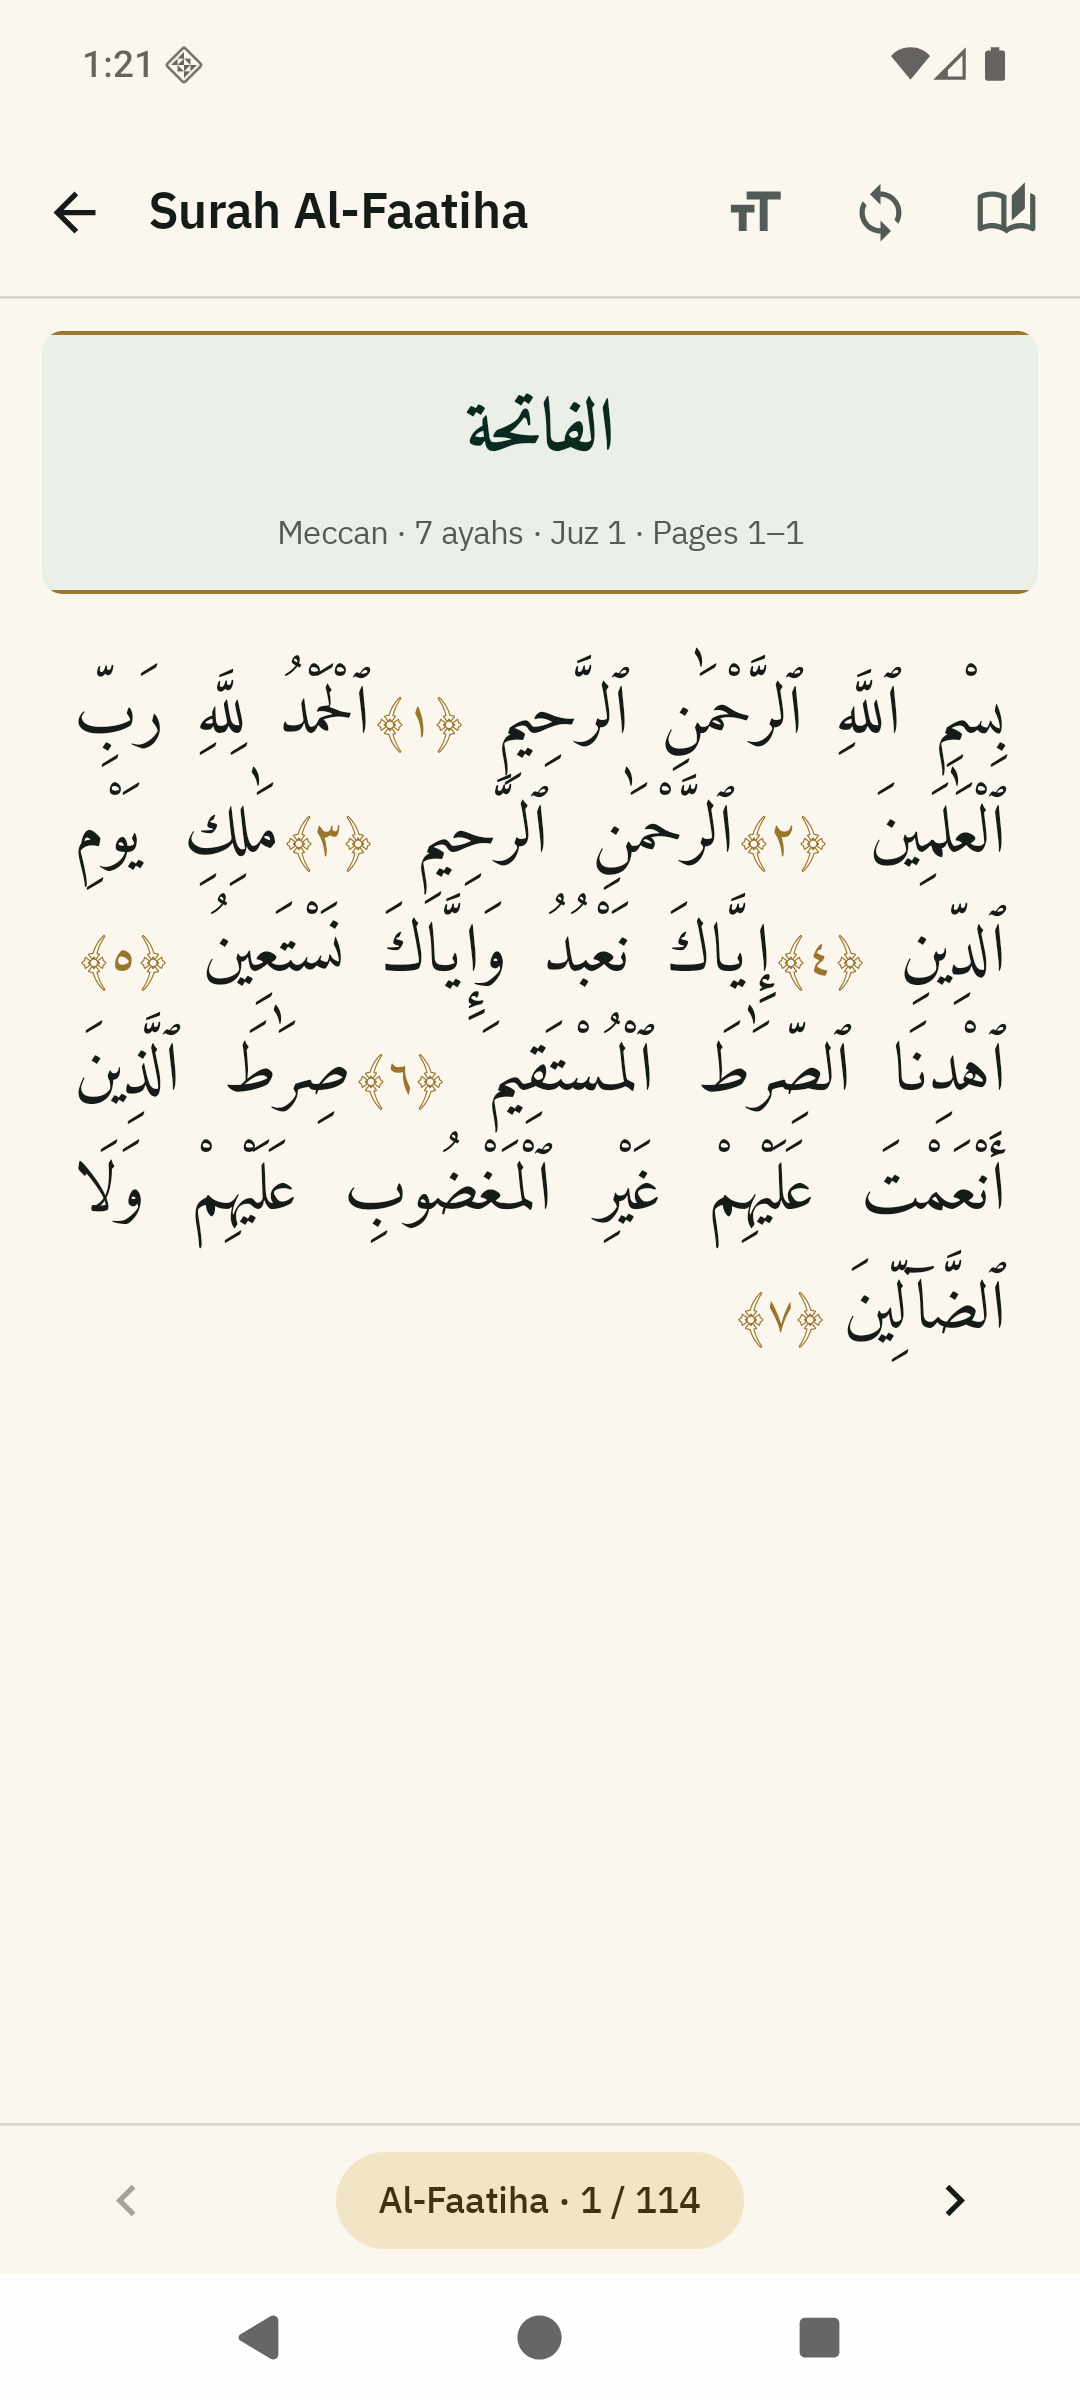 1:21
Surah Al-Faatiha
الفاتحة
Meccan · 7 ayahs · Juz 1 · Pages 1–1
بِسْمِ ٱللَّهِ ٱلرَّحْمَٰنِ ٱلرَّحِيمِ ﴿١﴾ٱلْحَمْدُ لِلَّهِ رَبِّ
ٱلْعَٰلَمِينَ ﴿٢﴾ٱلرَّحْمَٰنِ ٱلرَّحِيمِ ﴿٣﴾مَٰلِكِ يَوْمِ
ٱلدِّينِ ﴿٤﴾إِيَّاكَ نَعْبُدُ وَإِيَّاكَ نَسْتَعِينُ ﴿٥﴾
ٱهْدِنَا ٱلصِّرَٰطَ ٱلْمُسْتَقِيمَ ﴿٦﴾صِرَٰطَ ٱلَّذِينَ
أَنْعَمْتَ عَلَيْهِمْ غَيْرِ ٱلْمَغْضُوبِ عَلَيْهِمْ وَلَا
ٱلضَّآلِّينَ ﴿٧﴾
Al-Faatiha · 1 / 114